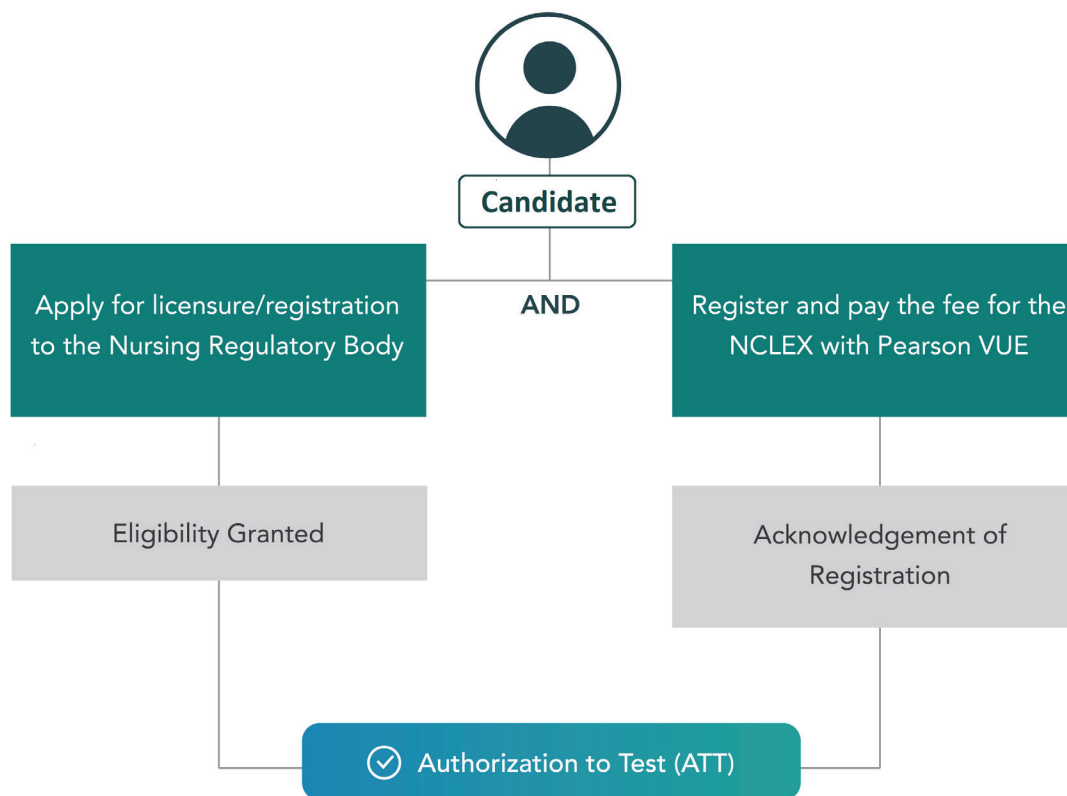 Candidate
Apply for licensure/registration
to the Nursing Regulatory Body
AND
Register and pay the fee for the
NCLEX with Pearson VUE
Eligibility Granted
Acknowledgement of
Registration
Authorization to Test (ATT)